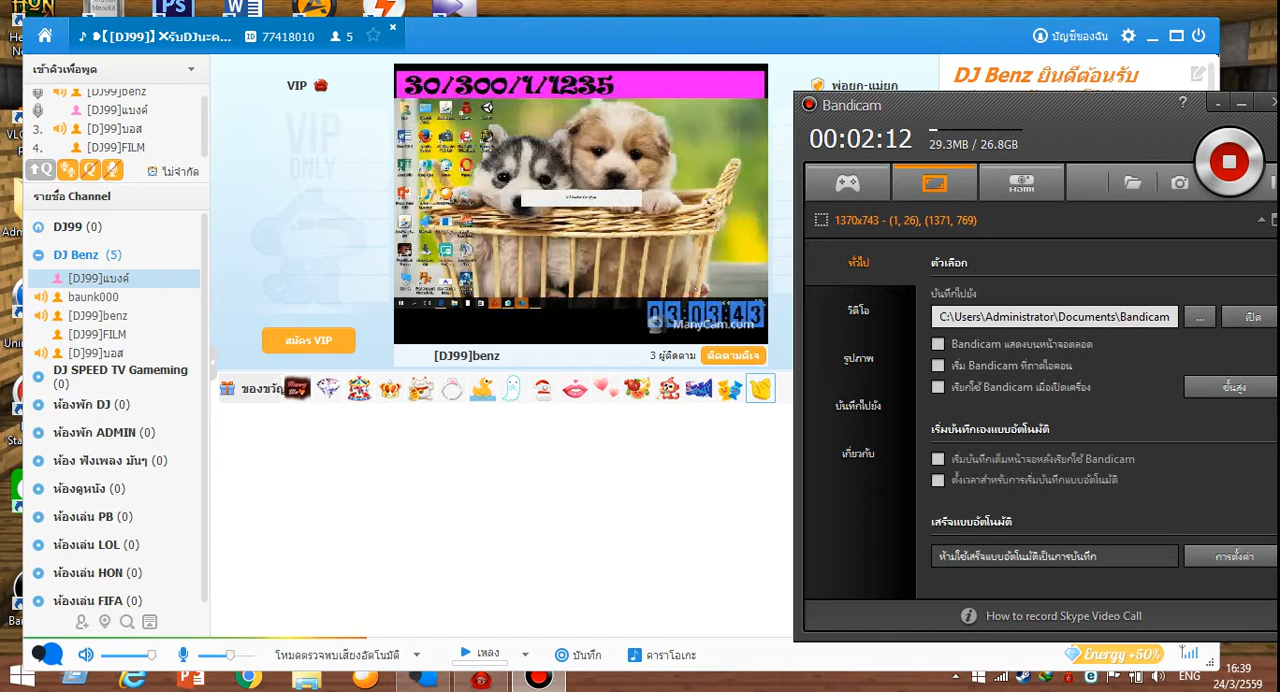 ♪ 【[DJ99]】✕รับDJนะค...
ID 77418010
5
บัญชีของฉัน
เข้าคิวเพื่อพูด
[DJ99]benz
[DJ99]แบงค์
3. [DJ99]บอส
4. [DJ99]FILM
ไม่จำกัด
รายชื่อ Channel
DJ99 (0)
DJ Benz (5)
[DJ99]แบงค์
baunk000
[DJ99]benz
[DJ99]FILM
[DJ99]บอส
DJ SPEED TV Gameming
(0)
ห้องพัก DJ (0)
ห้องพัก ADMIN (0)
ห้อง ฟังเพลง มันๆ (0)
ห้องดูหนัง (0)
ห้องเล่น PB (0)
ห้องเล่น LOL (0)
ห้องเล่น HON (0)
ห้องเล่น FIFA (0)
VIP
VIP
ONLY
สมัคร VIP
30/300/1/1235
03:03:43
ManyCam.com
[DJ99]benz
3 ผู้ติดตาม
ติดตามดีเจ
ของขวัญ
พ่อยก-แม่ยก
DJ Benz ยินดีต้อนรับ
Bandicam
?
00:02:12
29.3MB / 26.8GB
HDMI
1370x743 - (1, 26), (1371, 769)
ทั่วไป
วิดีโอ
รูปภาพ
บันทึกไปยัง
เกี่ยวกับ
ตัวเลือก
บันทึกไปยัง
C:\Users\Administrator\Documents\Bandicam
...
เปิด
Bandicam แสดงบนหน้าจอตลอด
เริ่ม Bandicam ที่ถาดไอคอน
เรียกใช้ Bandicam เมื่อเปิดเครื่อง
ขั้นสูง
เริ่มบันทึกเองแบบอัตโนมัติ
เริ่มบันทึกเต็มหน้าจอหลังเรียกใช้ Bandicam
ตั้งเวลาสำหรับการเริ่มบันทึกแบบอัตโนมัติ
เสร็จแบบอัตโนมัติ
ห้ามใช้เสร็จแบบอัตโนมัติเป็นการบันทึก
การตั้งค่า
How to record Skype Video Call
โหมดตรวจพบเสียงอัตโนมัติ
เพลง
บันทึก
คาราโอเกะ
Energy +50%
ENG
16:39
24/3/2559